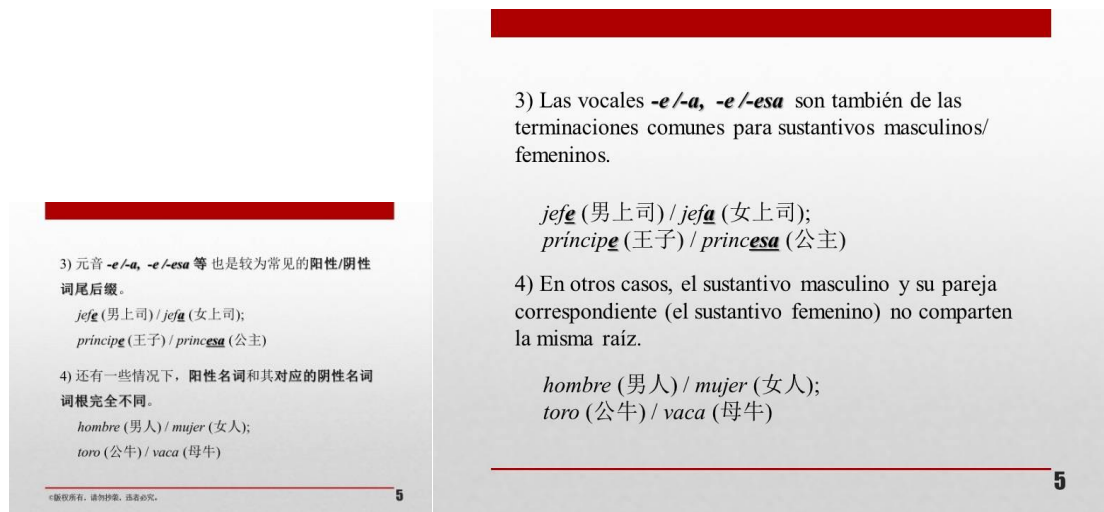 3) 元音 -e /-a, -e /-esa 等 也是较为常见的阳性/阴性
词尾后缀。
jefe (男上司) / jefa (女上司);
príncipe (王子) / princesa (公主)
4) 还有一些情况下，阳性名词和其对应的阴性名词
词根完全不同。
hombre (男人) / mujer (女人);
toro (公牛) / vaca (母牛)
©版权所有，请勿抄袭，违者必究。
5
3) Las vocales -e /-a, -e /-esa son también de las
terminaciones comunes para sustantivos masculinos/
femeninos.
jefe (男上司) / jefa (女上司);
príncipe (王子) / princesa (公主)
4) En otros casos, el sustantivo masculino y su pareja
correspondiente (el sustantivo femenino) no comparten
la misma raíz.
hombre (男人) / mujer (女人);
toro (公牛) / vaca (母牛)
5